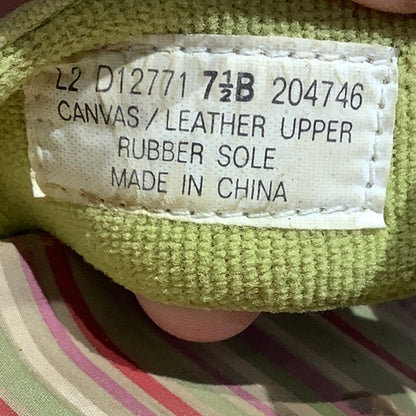 L2 D12771 7½B 204746
CANVAS/LEATHER UPPER
RUBBER SOLE
MADE IN CHINA